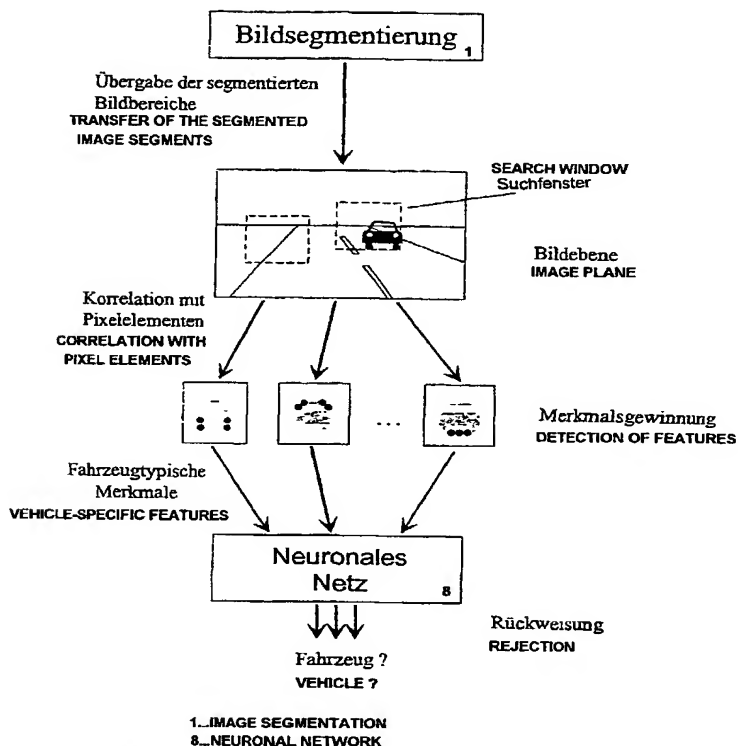 Bildsegmentierung
1
Übergabe der segmentierten
Bildbereiche
TRANSFER OF THE SEGMENTED
IMAGE SEGMENTS
SEARCH WINDOW
Suchfenster
Bildebene
IMAGE PLANE
Korrelation mit
Pixelelementen
CORRELATION WITH
PIXEL ELEMENTS
...
Merkmalsgewinnung
DETECTION OF FEATURES
Fahrzeugtypische
Merkmale
VEHICLE-SPECIFIC FEATURES
Neuronales
Netz
8
Rückweisung
REJECTION
Fahrzeug ?
VEHICLE ?
1...IMAGE SEGMENTATION
8...NEURONAL NETWORK